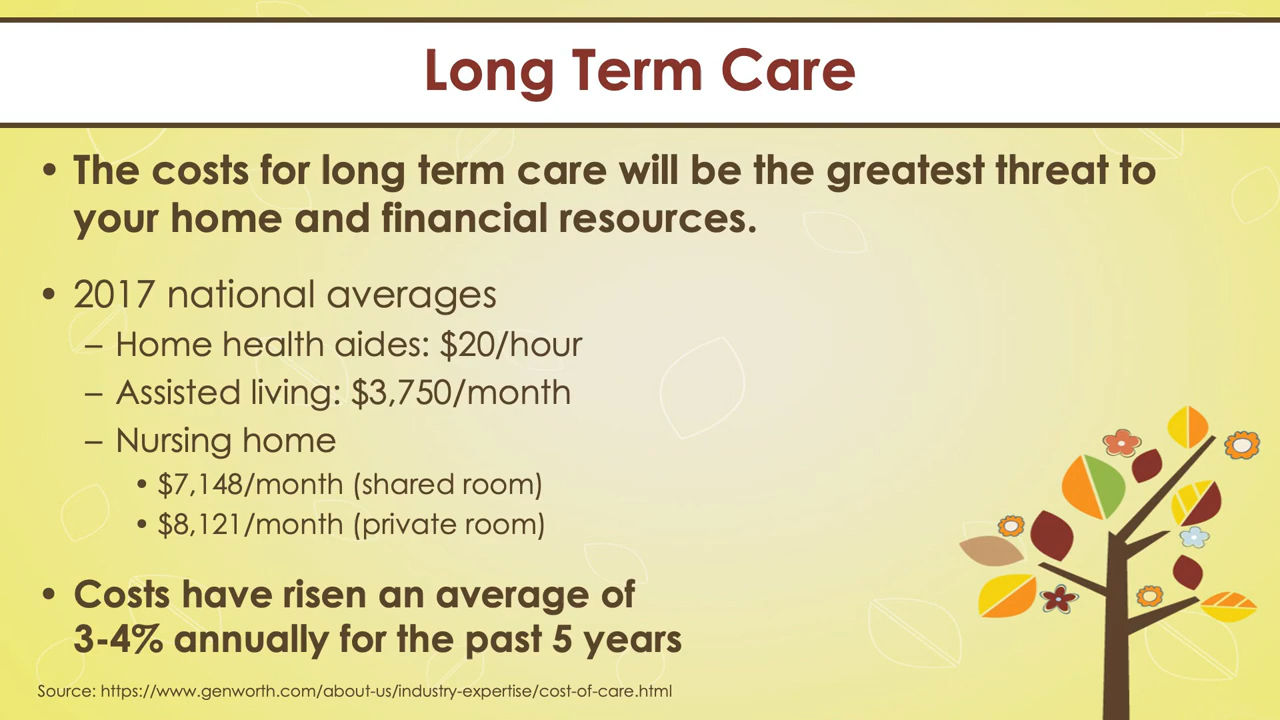 Long Term Care
• The costs for long term care will be the greatest threat to
your home and financial resources.
• 2017 national averages
– Home health aides: $20/hour
– Assisted living: $3,750/month
– Nursing home
• $7,148/month (shared room)
• $8,121/month (private room)
• Costs have risen an average of
3-4% annually for the past 5 years
Source: https://www.genworth.com/about-us/industry-expertise/cost-of-care.html